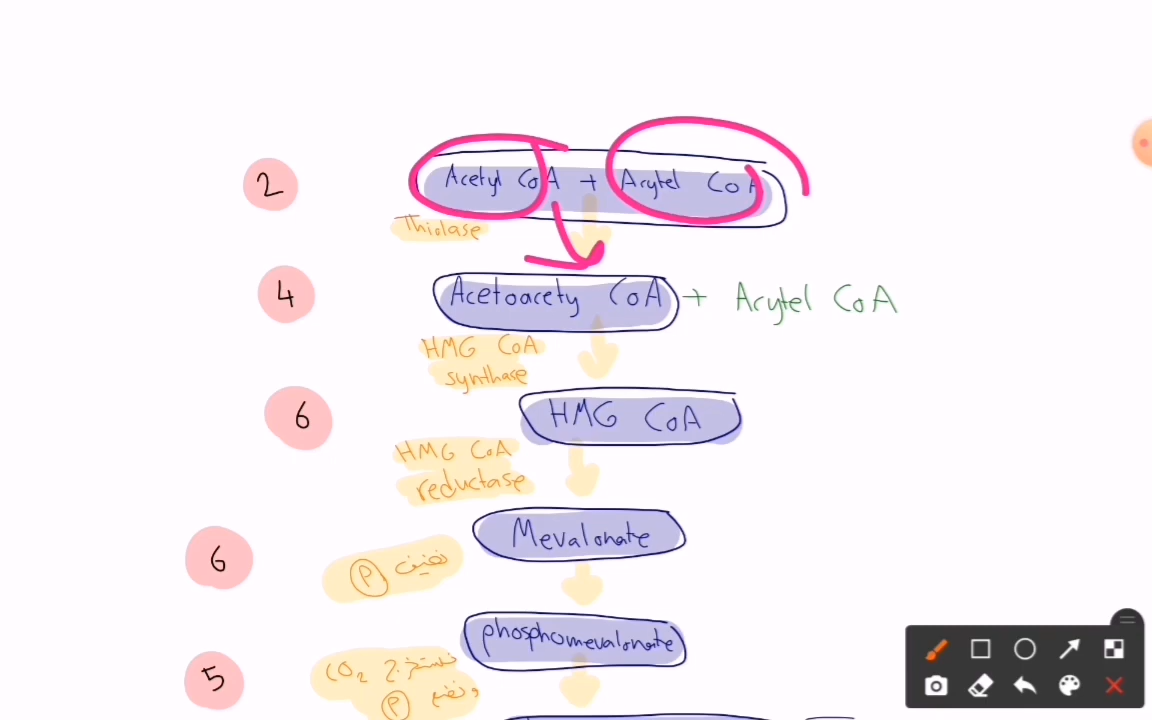 2 Acetyl CoA + Acytel CoA
Thiolase
4 Acetoacety CoA + Acytel CoA
HMG CoA
synthase
6 HMG CoA
HMG CoA
reductase
Mevalonate
6 P نضيف
phosphomevalonate
CO2 نستخرج
5 P ونضع